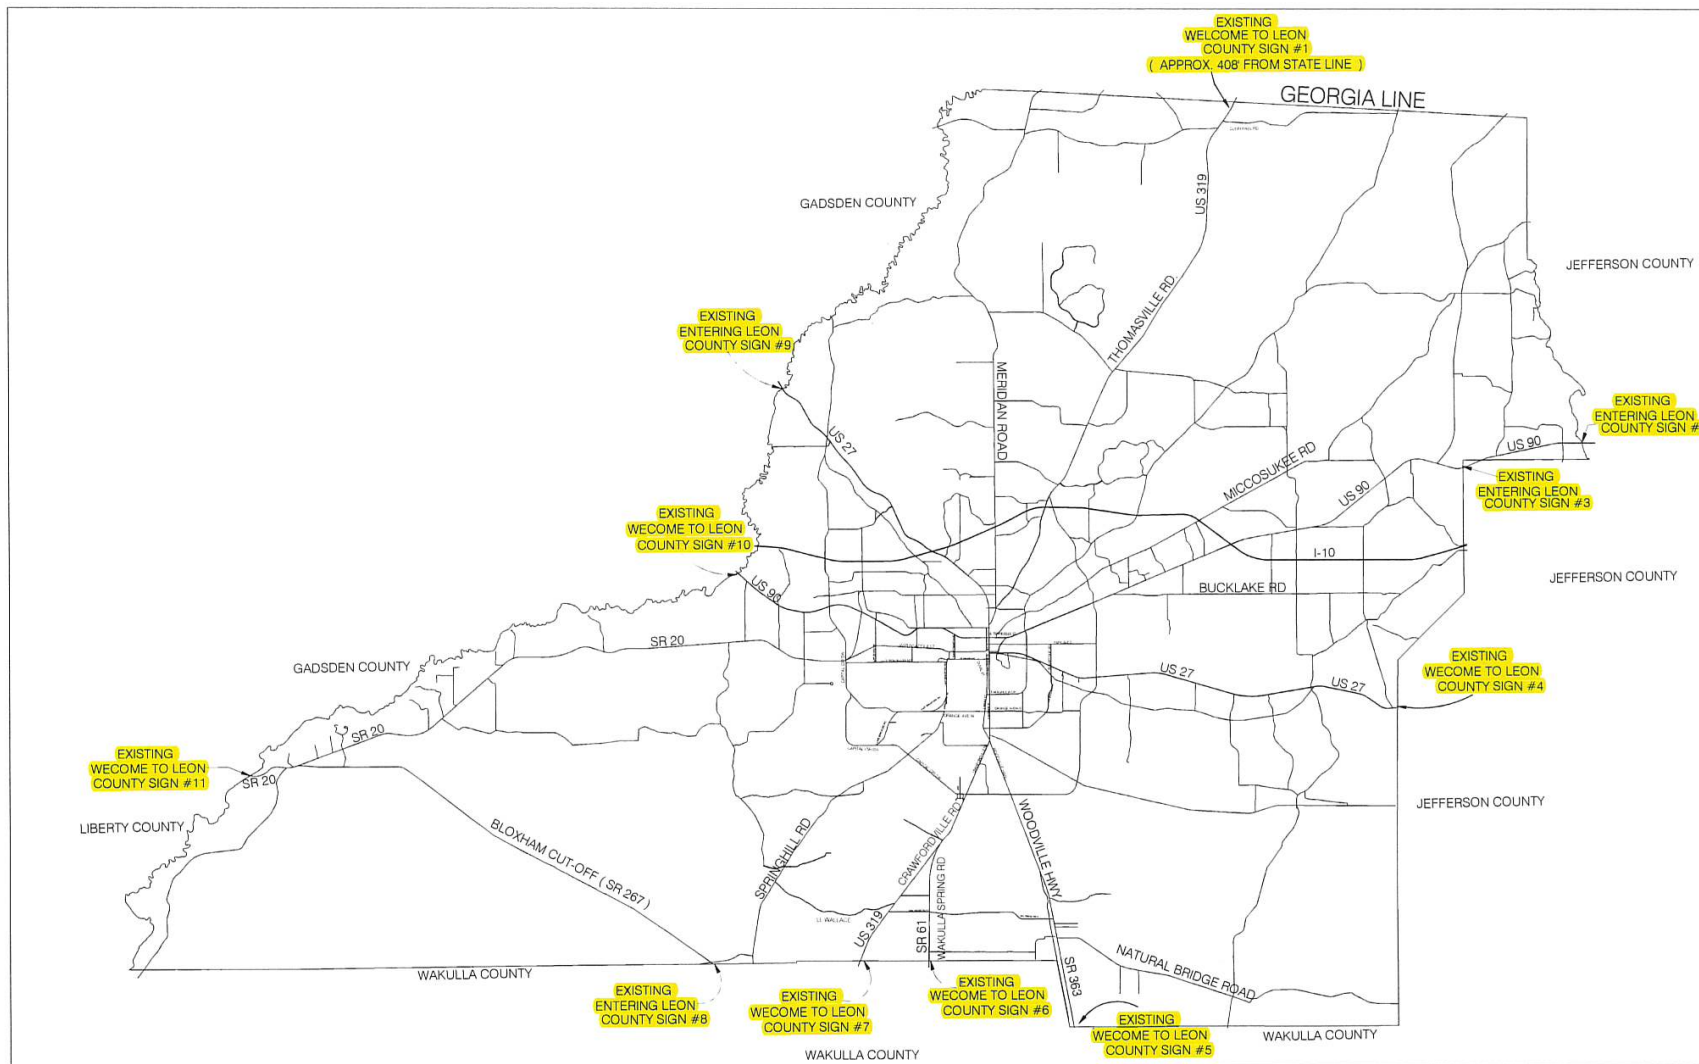 EXISTING
WELCOME TO LEON
COUNTY SIGN #1
( APPROX. 408' FROM STATE LINE )
GEORGIA LINE
US 319
GADSDEN COUNTY
JEFFERSON COUNTY
EXISTING
ENTERING LEON
COUNTY SIGN #9
THOMASVILLE RD.
MERIDIAN ROAD
EXISTING
ENTERING LEON
COUNTY SIGN #
US 90
US 27
MICCOSUKEE RD
US 90
EXISTING
ENTERING LEON
COUNTY SIGN #3
EXISTING
WECOME TO LEON
COUNTY SIGN #10
I-10
JEFFERSON COUNTY
US 90
BUCKLAKE RD
SR 20
GADSDEN COUNTY
US 27
US 27
EXISTING
WECOME TO LEON
COUNTY SIGN #4
SR 20
EXISTING
WECOME TO LEON
COUNTY SIGN #11
SR 20
LIBERTY COUNTY
JEFFERSON COUNTY
BLOXHAM CUT-OFF ( SR 267 )
SPRINGHILL RD
CRAWFORDVILLE RD
WOODVILLE HWY
WAKULLA SPRING RD
US 319
SR 61
SR 363
NATURAL BRIDGE ROAD
WAKULLA COUNTY
EXISTING
ENTERING LEON
COUNTY SIGN #8
EXISTING
WECOME TO LEON
COUNTY SIGN #7
EXISTING
WECOME TO LEON
COUNTY SIGN #6
EXISTING
WECOME TO LEON
COUNTY SIGN #5
WAKULLA COUNTY
WAKULLA COUNTY